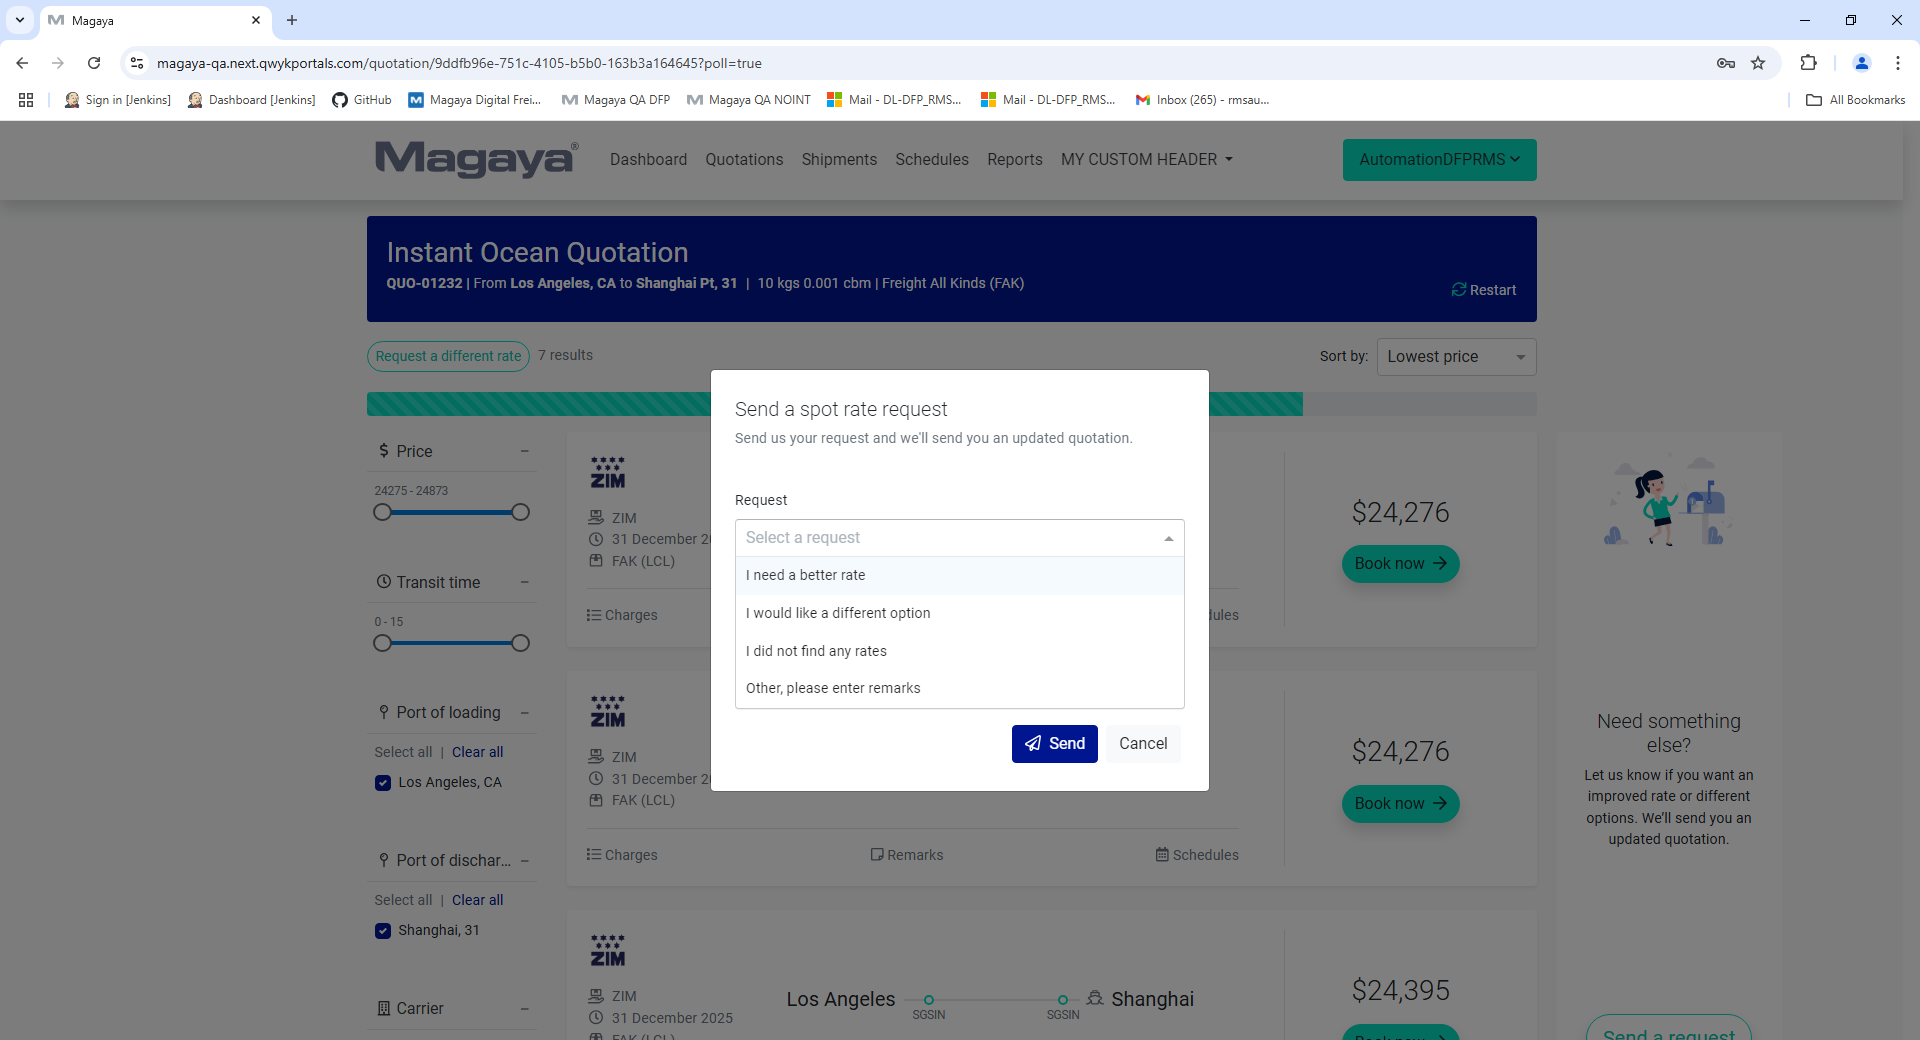 Magaya
magaya-qa.next.qwykportals.com/quotation/9ddfb96e-751c-4105-b5b0-163b3a164645?poll=true
Sign in [Jenkins]
Dashboard [Jenkins]
GitHub
Magaya Digital Frei...
Magaya QA DFP
Magaya QA NOINT
Mail - DL-DFP_RMS...
Mail - DL-DFP_RMS...
Inbox (265) - rmsau...
All Bookmarks
Magaya®
Dashboard
Quotations
Shipments
Schedules
Reports
MY CUSTOM HEADER
AutomationDFPRMS
Instant Ocean Quotation
QUO-01232 | From Los Angeles, CA to Shanghai Pt, 31 | 10 kgs 0.001 cbm | Freight All Kinds (FAK)
Restart
Request a different rate
7 results
Sort by:
Lowest price
Send a spot rate request
Send us your request and we'll send you an updated quotation.
Request
Select a request
I need a better rate
I would like a different option
I did not find any rates
Other, please enter remarks
Send
Cancel
$ Price
24275 - 24873
Transit time
0 - 15
Port of loading
Select all | Clear all
Los Angeles, CA
Port of dischar...
Select all | Clear all
Shanghai, 31
Carrier
ZIM
ZIM
31 December 20
FAK (LCL)
Charges
dules
$24,276
Book now
ZIM
ZIM
31 December 20
FAK (LCL)
Charges
Remarks
Schedules
$24,276
Book now
ZIM
ZIM
31 December 2025
FAK (LCL)
Los Angeles
SGSIN
SGSIN
Shanghai
$24,395
Book now
Need something
else?
Let us know if you want an
improved rate or different
options. We'll send you an
updated quotation.
Send a request